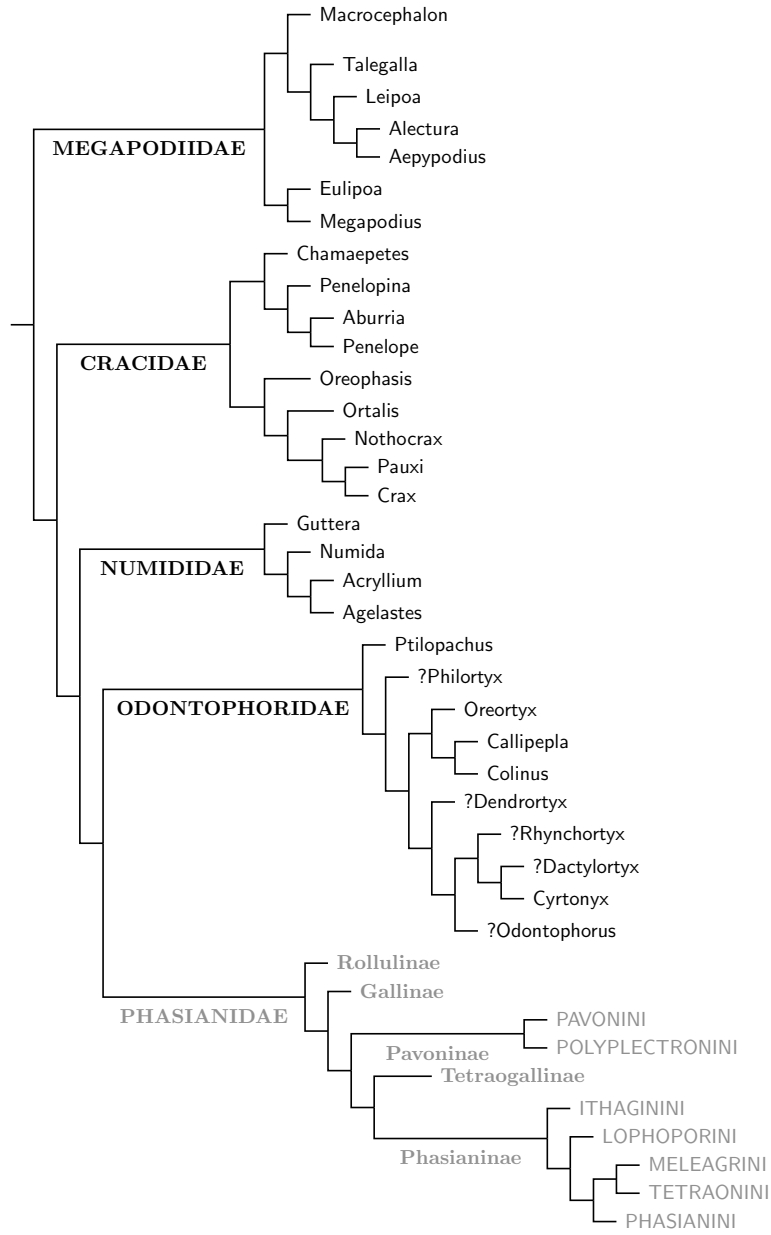 Macrocephalon
Talegalla
Leipoa
Alectura
MEGAPODIIDAE
Aepypodius
Eulipoa
Megapodius
Chamaepetes
Penelopina
Aburria
Penelope
CRACIDAE
Oreophasis
Ortalis
Nothocrax
Pauxi
Crax
Guttera
Numida
NUMIDIDAE
Acryllium
Agelastes
Ptilopachus
?Philortyx
ODONTOPHORIDAE
Oreortyx
Callipepla
Colinus
?Dendrortyx
?Rhynchortyx
?Dactylortyx
Cyrtonyx
?Odontophorus
Rollulinae
Gallinae
PHASIANIDAE
PAVONINI
POLYPLECTRONINI
Pavoninae
Tetraogallinae
ITHAGININI
LOPHOPORINI
Phasianinae
MELEAGRINI
TETRAONINI
PHASIANINI